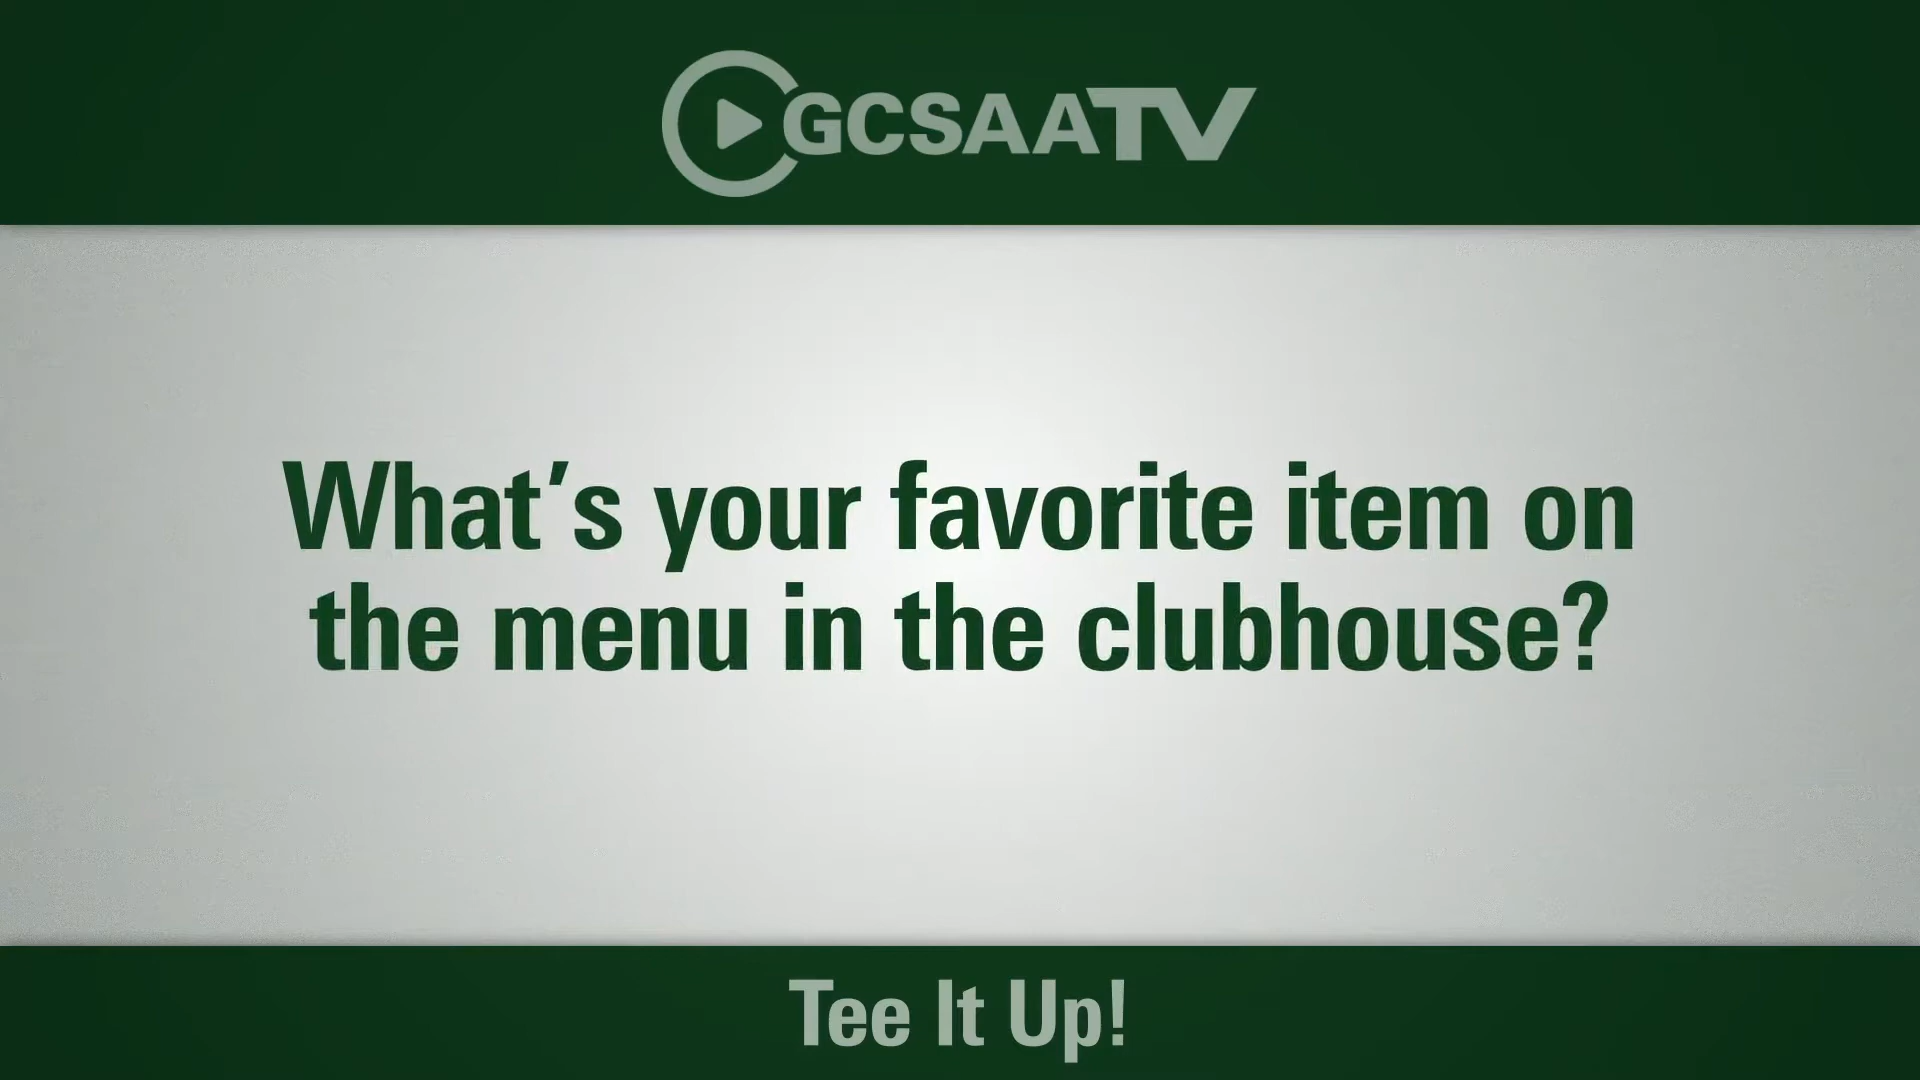 GCSAATV
What’s your favorite item on
the menu in the clubhouse?
Tee It Up!